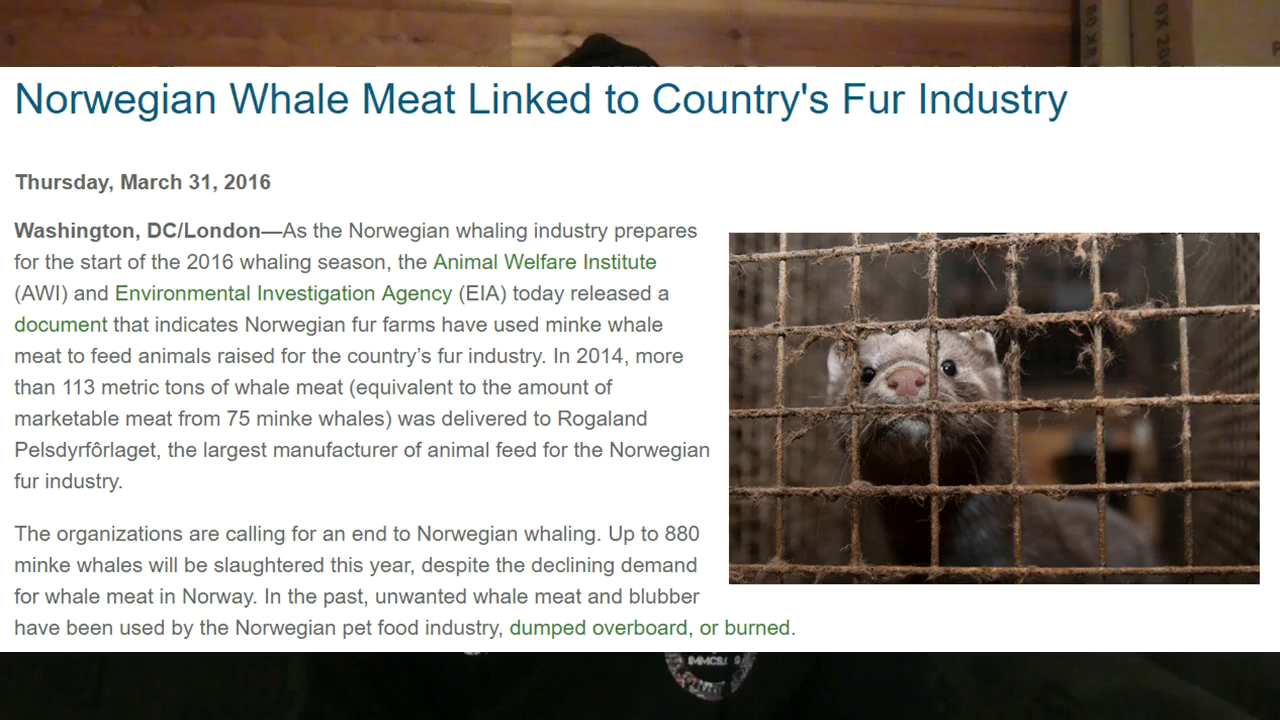 Norwegian Whale Meat Linked to Country's Fur Industry
Thursday, March 31, 2016
Washington, DC/London—As the Norwegian whaling industry prepares
for the start of the 2016 whaling season, the Animal Welfare Institute
(AWI) and Environmental Investigation Agency (EIA) today released a
document that indicates Norwegian fur farms have used minke whale
meat to feed animals raised for the country’s fur industry. In 2014, more
than 113 metric tons of whale meat (equivalent to the amount of
marketable meat from 75 minke whales) was delivered to Rogaland
Pelsdyrfôrlaget, the largest manufacturer of animal feed for the Norwegian
fur industry.
The organizations are calling for an end to Norwegian whaling. Up to 880
minke whales will be slaughtered this year, despite the declining demand
for whale meat in Norway. In the past, unwanted whale meat and blubber
have been used by the Norwegian pet food industry, dumped overboard, or burned.